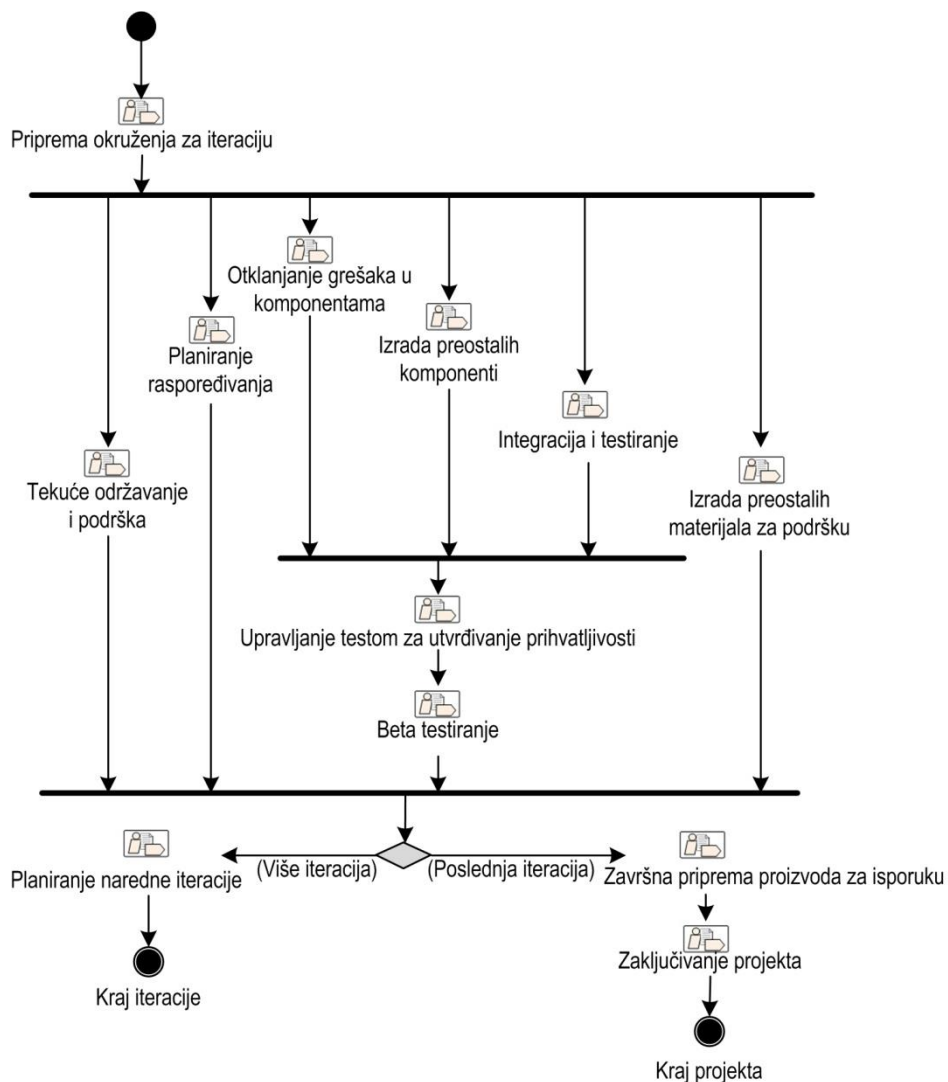 Priprema okruženja za iteraciju
Otklanjanje grešaka u
komponentama
Planiranje
raspoređivanja
Izrada preostalih
komponenti
Integracija i testiranje
Tekuće održavanje
i podrška
Izrada preostalih
materijala za podršku
Upravljanje testom za utvrđivanje prihvatljivosti
Beta testiranje
Planiranje naredne iteracije
(Više iteracija)
(Poslednja iteracija)
Završna priprema proizvoda za isporuku
Zaključivanje projekta
Kraj iteracije
Kraj projekta